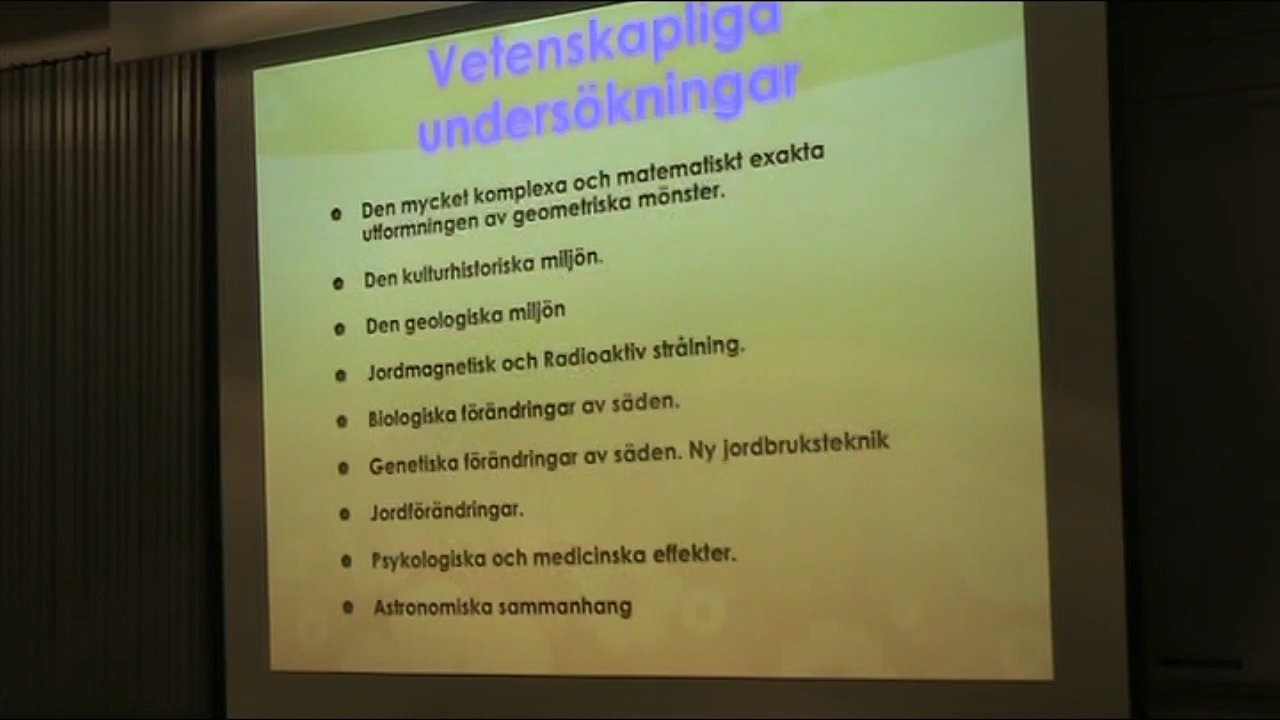 Vetenskapliga
undersökningar
Den mycket komplexa och matematiskt exakta
utformningen av geometriska mönster.
Den kulturhistoriska miljön.
Den geologiska miljön
Jordmagnetisk och Radioaktiv strålning.
Biologiska förändringar av säden.
Genetiska förändringar av säden. Ny jordbruksteknik
Jordförändringar.
Psykologiska och medicinska effekter.
Astronomiska sammanhang